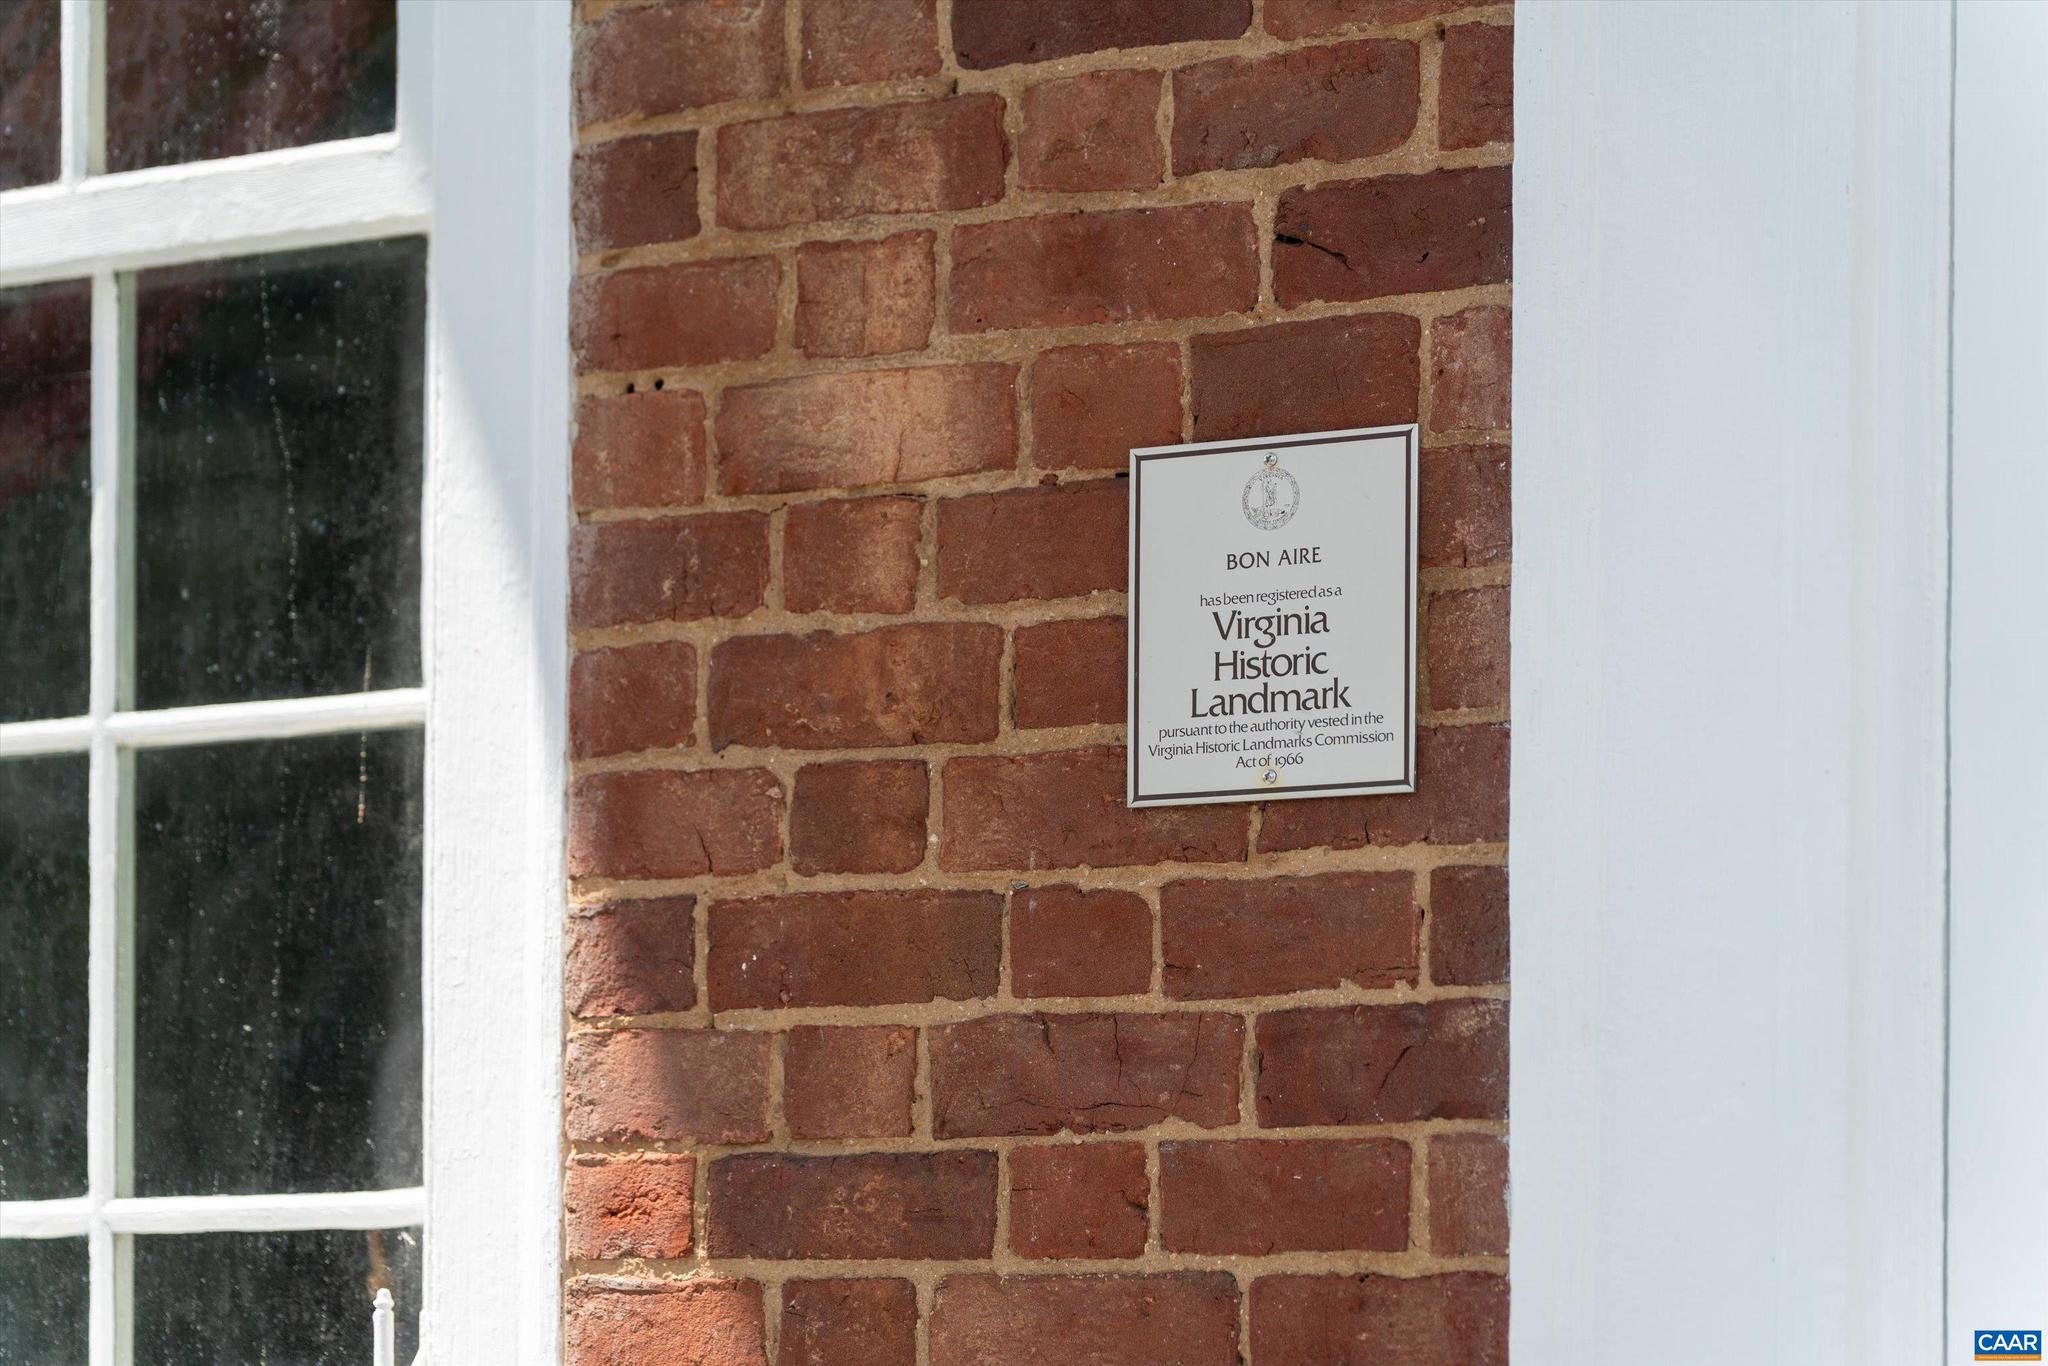 VIRGINIA
BON AIRE
has been registered as a
Virginia
Historic
Landmark
pursuant to the authority vested in the
Virginia Historic Landmarks Commission
Act of 1966
CAAR